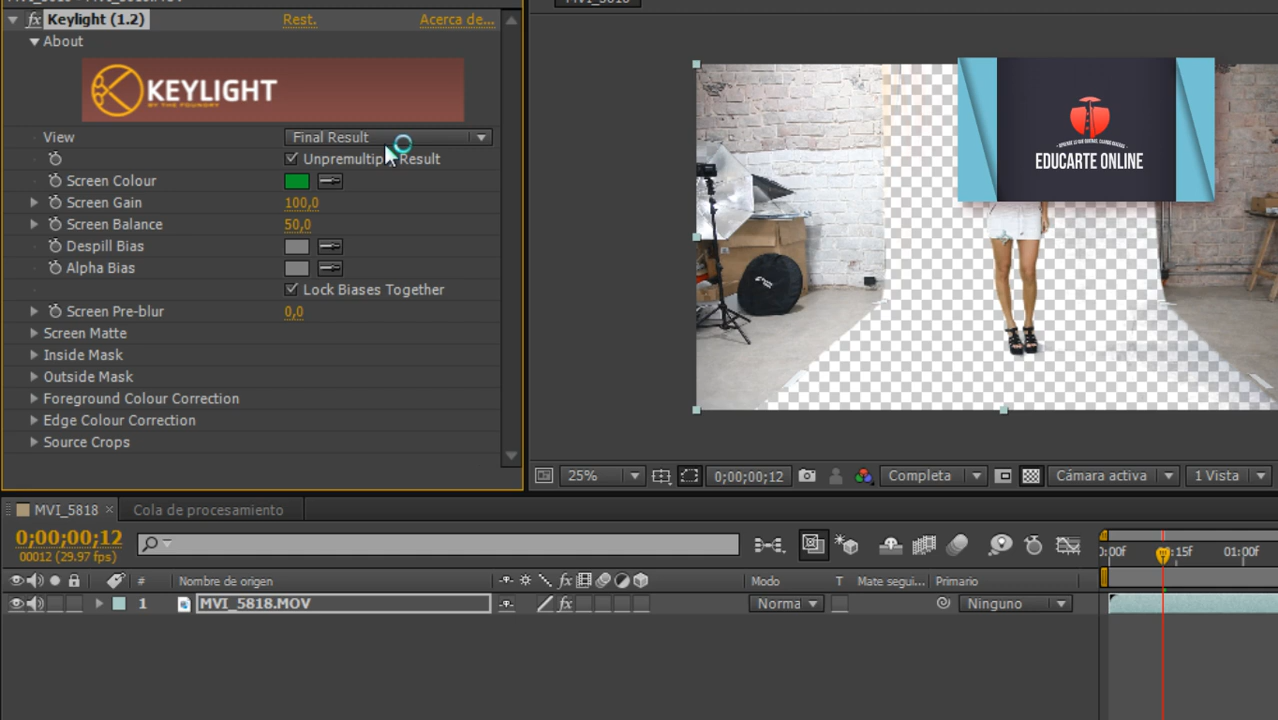 Keylight (1.2) Rest. Acerca de...
About
KEYLIGHT
BY THE FOUNDRY
View Final Result
Unpremultiply Result
Screen Colour
Screen Gain 100,0
Screen Balance 50,0
Despill Bias
Alpha Bias
Lock Biases Together
Screen Pre-blur 0,0
Screen Matte
Inside Mask
Outside Mask
Foreground Colour Correction
Edge Colour Correction
Source Crops
EDUCARTE ONLINE
25% 0;00;00;12 Completa Cámara activa 1 Vista
MVI_5818 × Cola de procesamiento
0;00;00;12
00012 (29.97 fps)
0:00f 15f 01:00f
# Nombre de origen Modo T Mate segui... Primario
1 MVI_5818.MOV Norma Ninguno